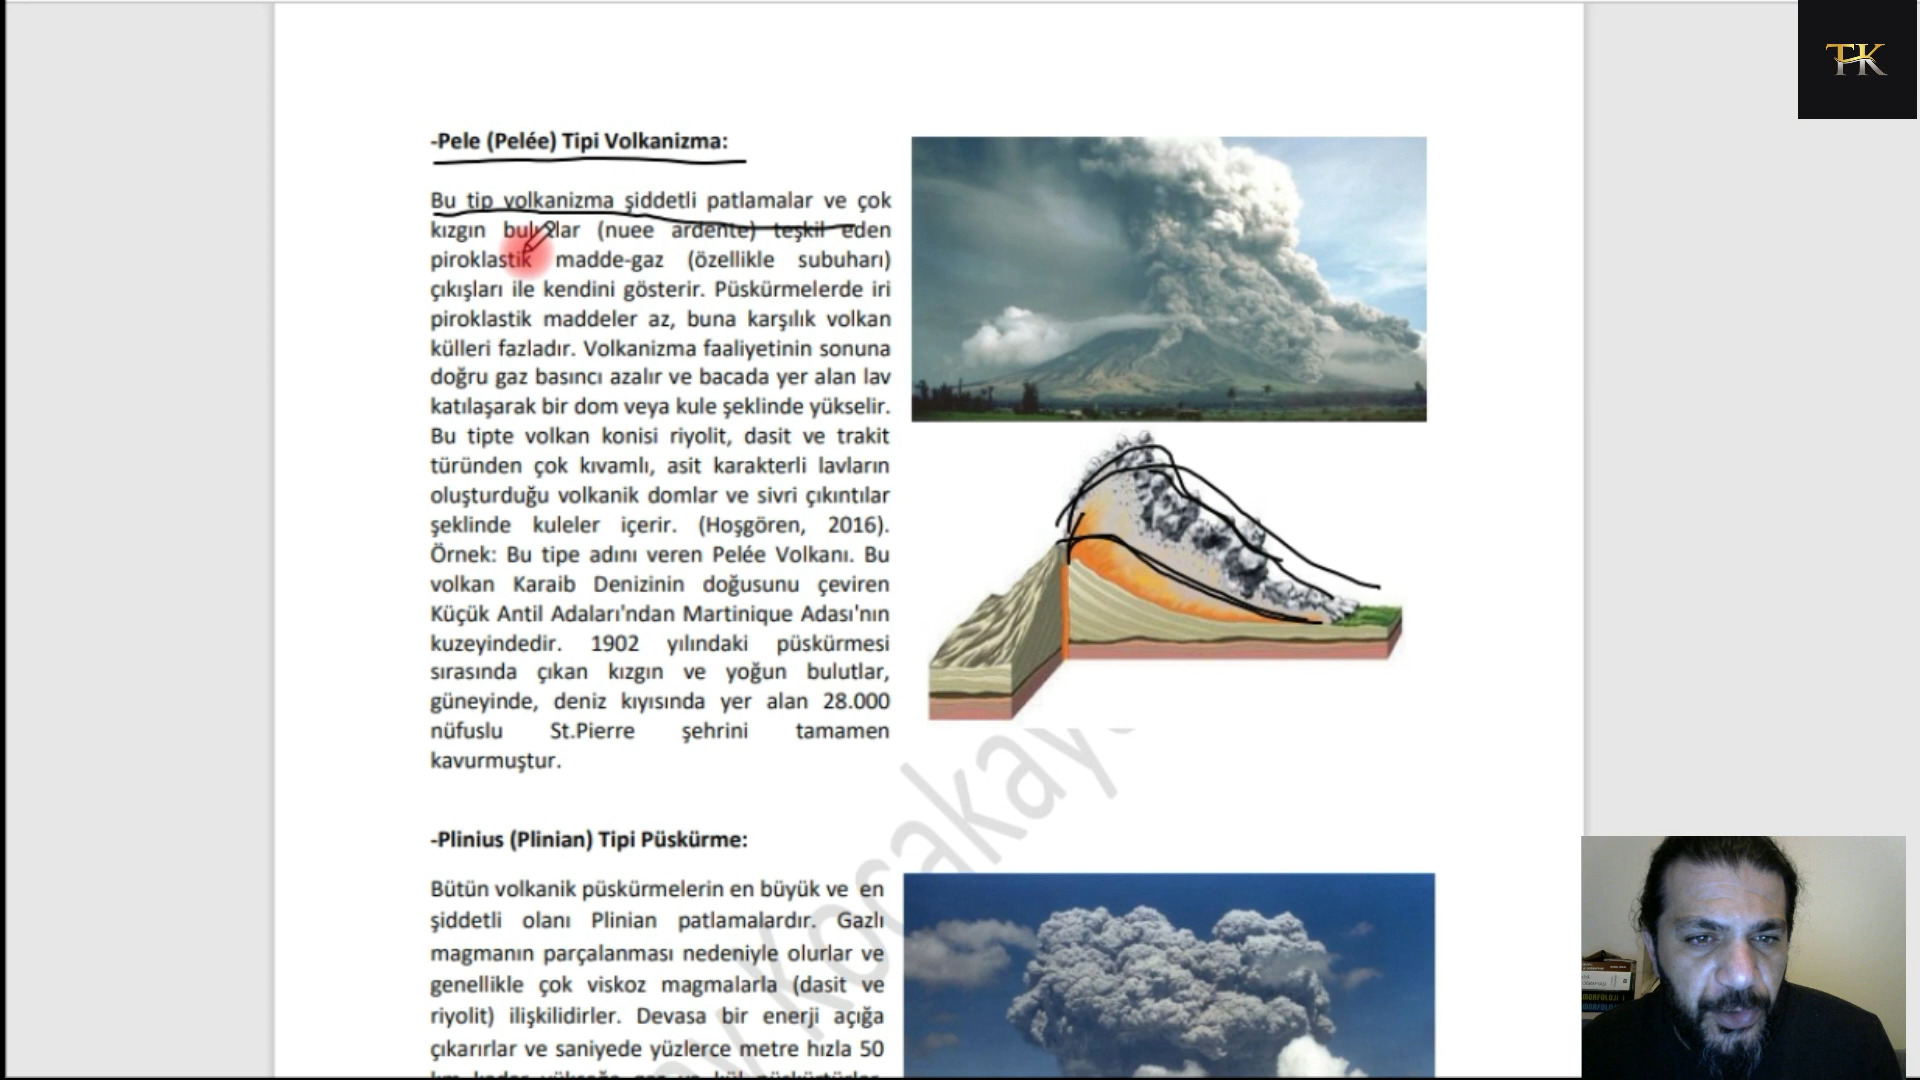 TK
-Pele (Pelée) Tipi Volkanizma:
Bu tip volkanizma şiddetli patlamalar ve çok
kızgın bulutlar (nuee ardente) teşkil eden
piroklastik madde-gaz (özellikle subuharı)
çıkışları ile kendini gösterir. Püskürmelerde iri
piroklastik maddeler az, buna karşılık volkan
külleri fazladır. Volkanizma faaliyetinin sonuna
doğru gaz basıncı azalır ve bacada yer alan lav
katılaşarak bir dom veya kule şeklinde yükselir.
Bu tipte volkan konisi riyolit, dasit ve trakit
türünden çok kıvamlı, asit karakterli lavların
oluşturduğu volkanik domlar ve sivri çıkıntılar
şeklinde kuleler içerir. (Hoşgören, 2016).
Örnek: Bu tipe adını veren Pelée Volkanı. Bu
volkan Karaib Denizinin doğusunu çeviren
Küçük Antil Adaları'ndan Martinique Adası'nın
kuzeyindedir. 1902 yılındaki püskürmesi
sırasında çıkan kızgın ve yoğun bulutlar,
güneyinde, deniz kıyısında yer alan 28.000
nüfuslu St.Pierre şehrini tamamen
kavurmuştur.
-Plinius (Plinian) Tipi Püskürme:
Bütün volkanik püskürmelerin en büyük ve en
şiddetli olanı Plinian patlamalardır. Gazlı
magmanın parçalanması nedeniyle olurlar ve
genellikle çok viskoz magmalarla (dasit ve
riyolit) ilişkilidirler. Devasa bir enerji açığa
çıkarırlar ve saniyede yüzlerce metre hızla 50